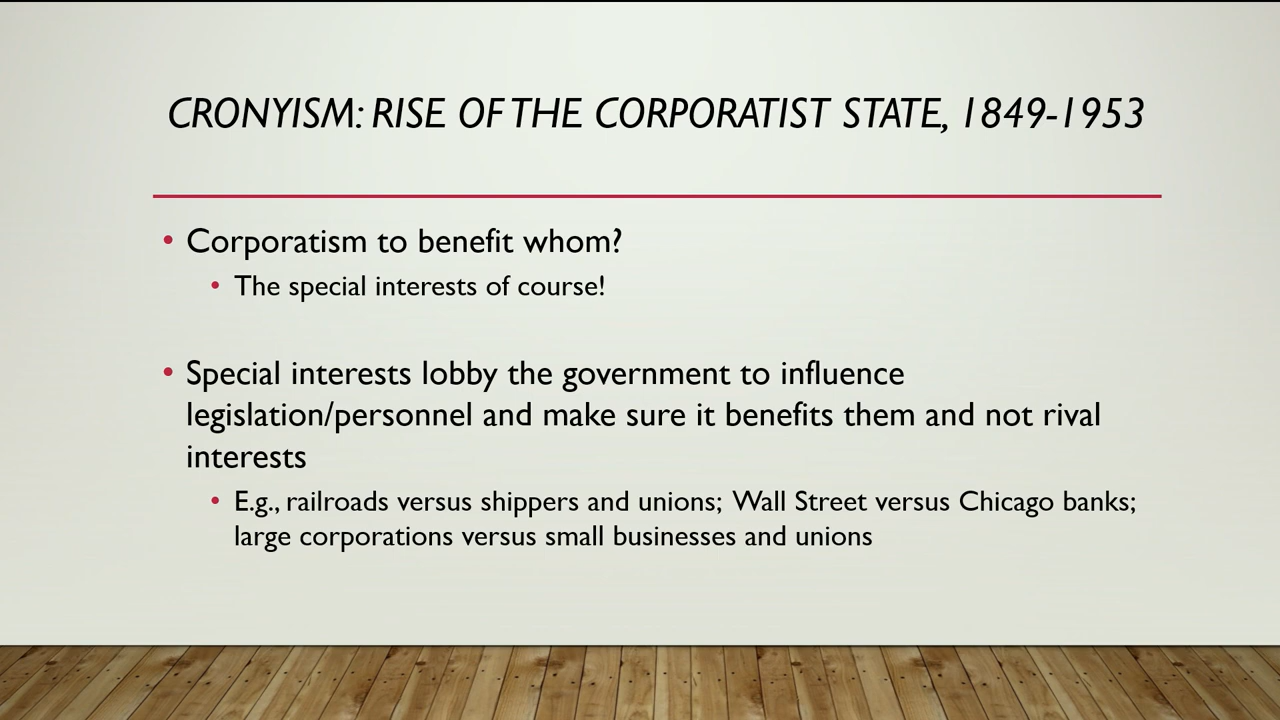 CRONYISM: RISE OF THE CORPORATIST STATE, 1849-1953
• Corporatism to benefit whom?
• The special interests of course!
• Special interests lobby the government to influence
legislation/personnel and make sure it benefits them and not rival
interests
• E.g., railroads versus shippers and unions; Wall Street versus Chicago banks;
large corporations versus small businesses and unions